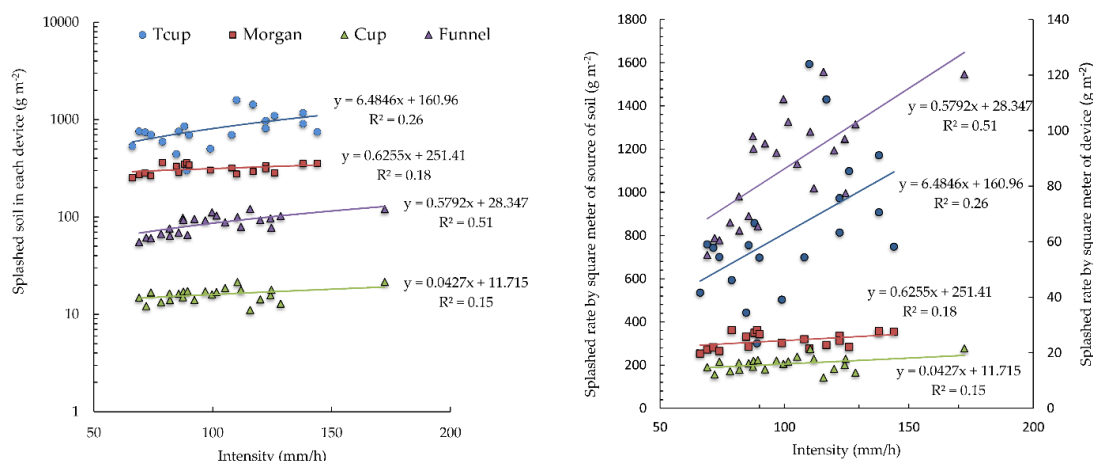 10000
1000
100
10
1
Splashed soil in each device (g m⁻²)
Tcup Morgan Cup Funnel
y = 6.4846x + 160.96
R² = 0.26
y = 0.6255x + 251.41
R² = 0.18
y = 0.5792x + 28.347
R² = 0.51
y = 0.0427x + 11.715
R² = 0.15
50 100 150 200
Intensity (mm/h)
1800
1600
1400
1200
1000
800
600
400
200
0
Splashed rate by square meter of source of soil (g m⁻²)
y = 0.5792x + 28.347
R² = 0.51
y = 6.4846x + 160.96
R² = 0.26
y = 0.6255x + 251.41
R² = 0.18
y = 0.0427x + 11.715
R² = 0.15
140
120
100
80
60
40
20
0
Splashed rate by square meter of device (g m⁻²)
50 100 150 200
Intensity (mm/h)